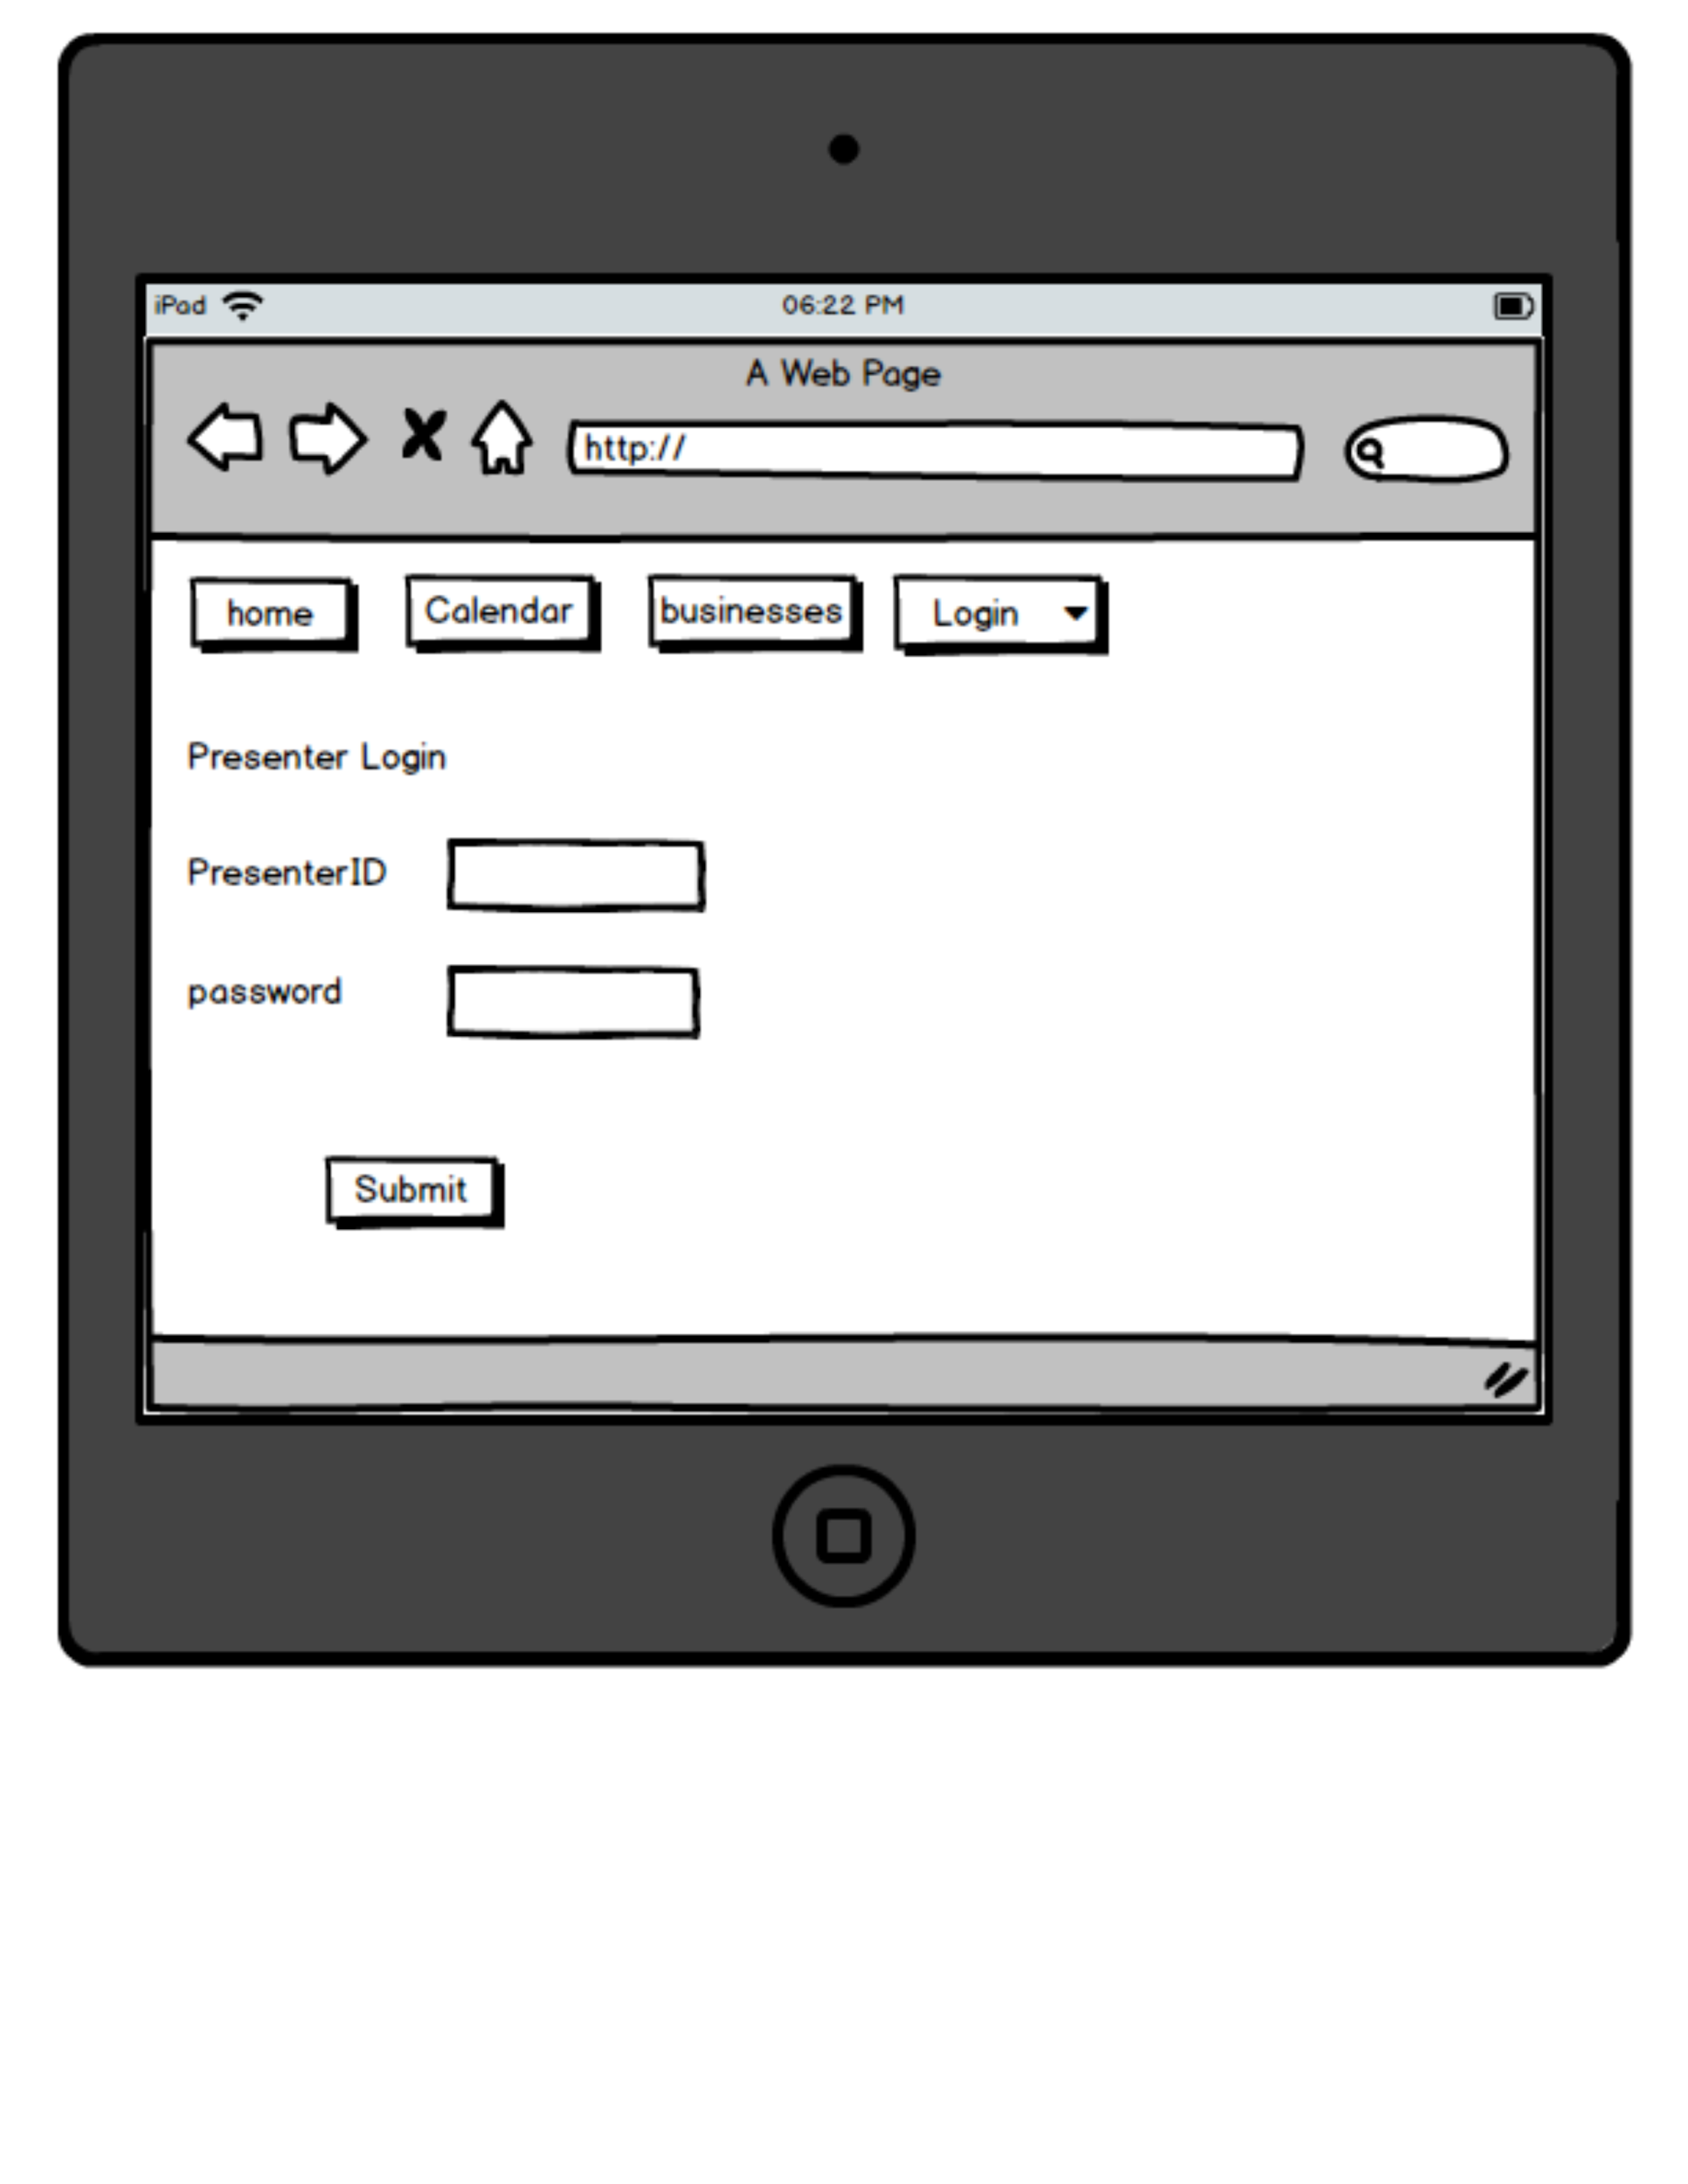 iPad 06:22 PM
A Web Page
http://
home Calendar businesses Login
Presenter Login
PresenterID
password
Submit